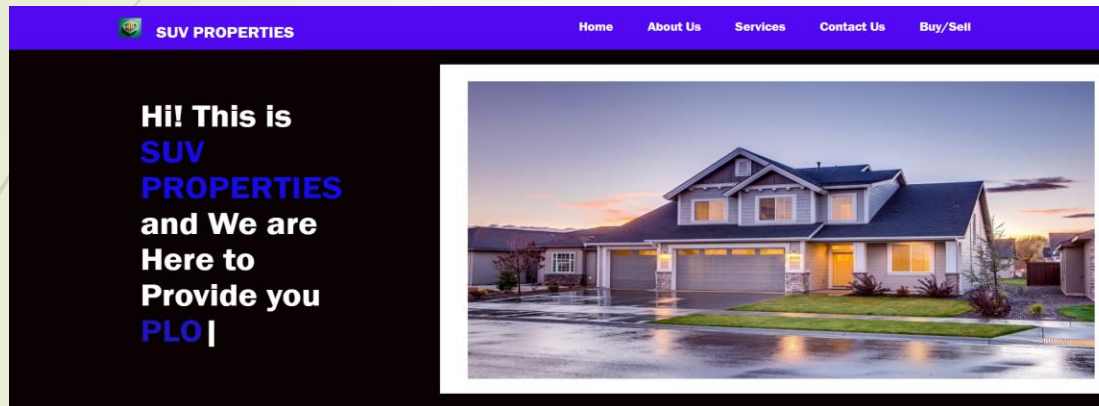 SUV PROPERTIES
Home About Us Services Contact Us Buy/Sell
Hi! This is
SUV
PROPERTIES
and We are
Here to
Provide you
PLO|